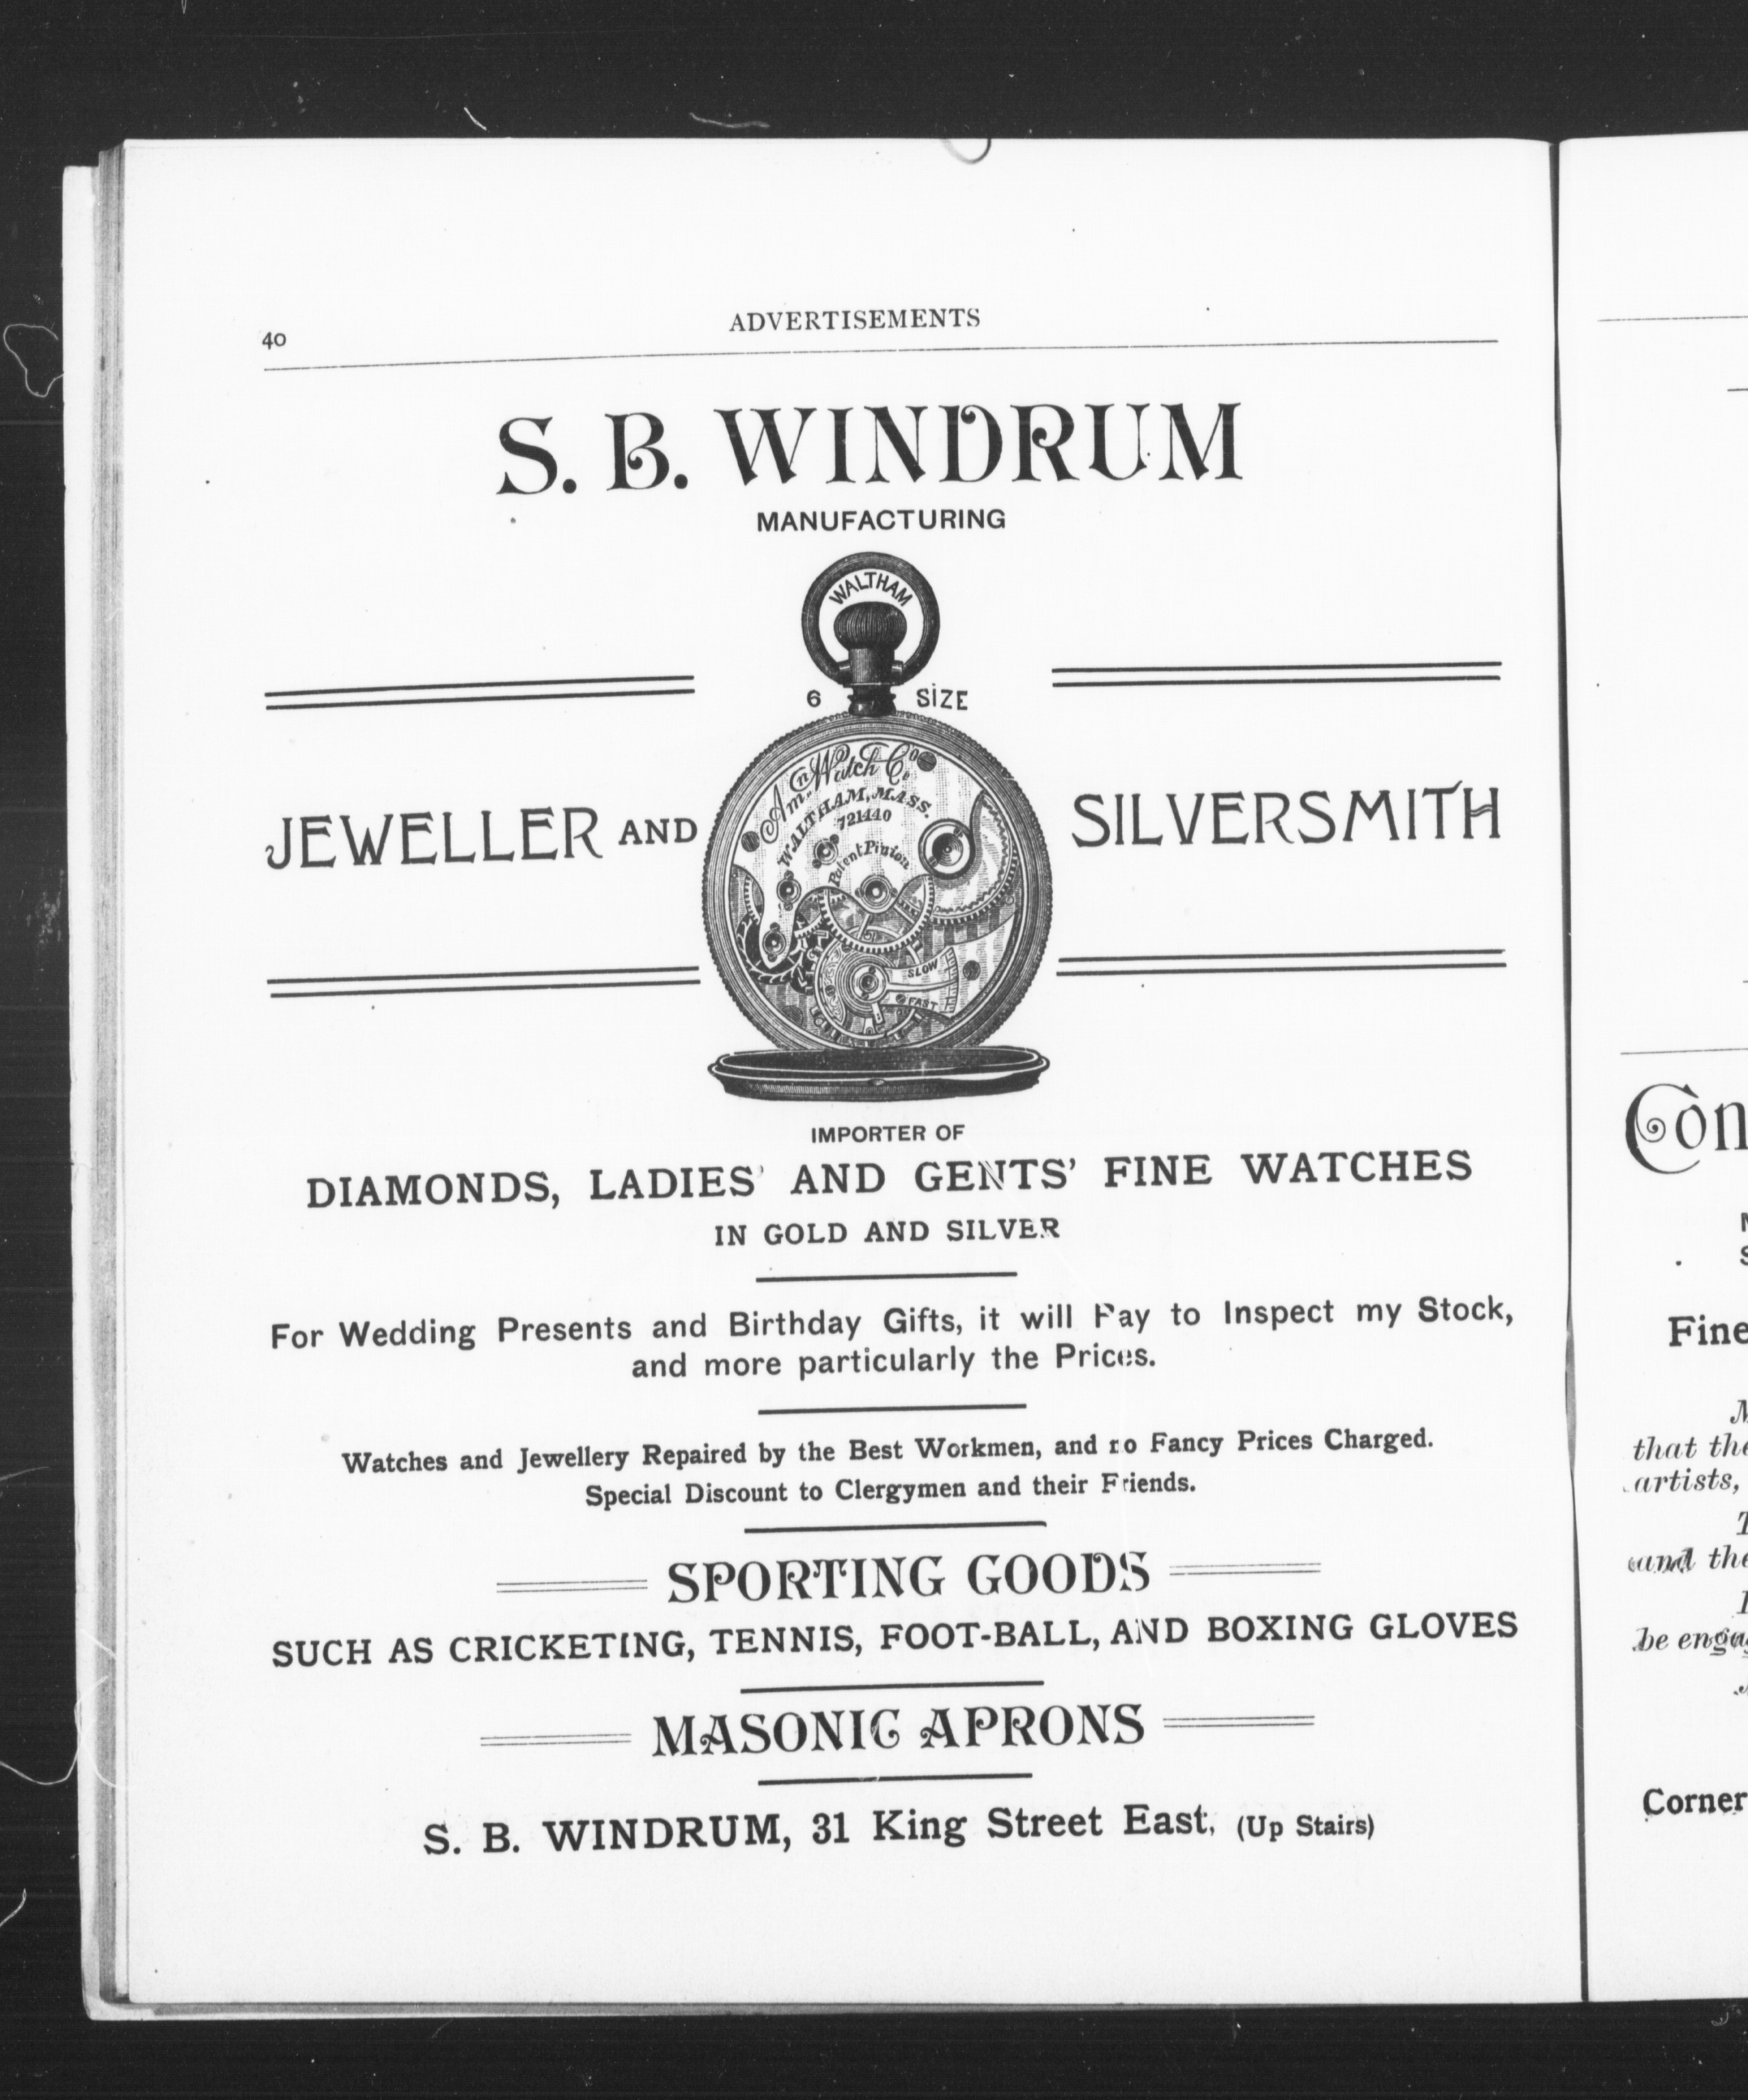 40
ADVERTISEMENTS
S. B. WINDRUM
MANUFACTURING
WALTHAM
6 SIZE
Amn Watch Co.
WALTHAM, MASS.
721440
Patent Pinion
SLOW
FAST
JEWELLER AND SILVERSMITH
IMPORTER OF
DIAMONDS, LADIES' AND GENTS' FINE WATCHES
IN GOLD AND SILVER
For Wedding Presents and Birthday Gifts, it will Pay to Inspect my Stock,
and more particularly the Prices.
Watches and Jewellery Repaired by the Best Workmen, and no Fancy Prices Charged.
Special Discount to Clergymen and their Friends.
SPORTING GOODS
SUCH AS CRICKETING, TENNIS, FOOT-BALL, AND BOXING GLOVES
MASONIC APRONS
S. B. WINDRUM, 31 King Street East, (Up Stairs)
Con
Fine
that the
artists,
and the
be enga
Corner